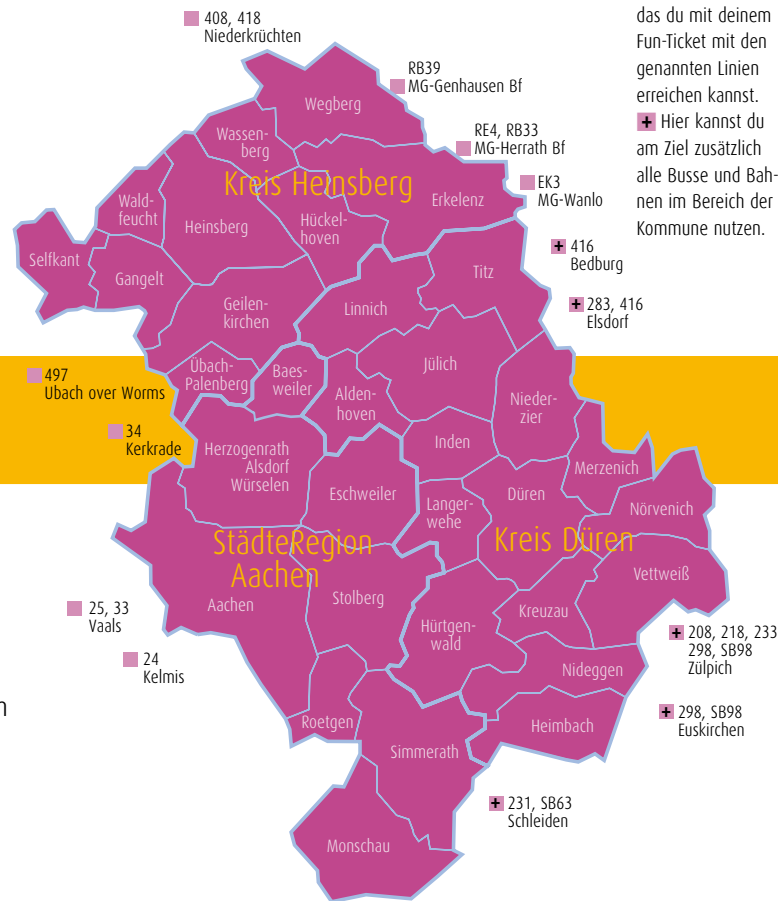 das du mit deinem
Fun-Ticket mit den
genannten Linien
erreichen kannst.
+ Hier kannst du
am Ziel zusätzlich
alle Busse und Bah-
nen im Bereich der
Kommune nutzen.
408, 418
Niederkrüchten
RB39
MG-Genhausen Bf
RE4, RB33
MG-Herrath Bf
EK3
MG-Wanlo
+ 416
Bedburg
+ 283, 416
Elsdorf
497
Ubach over Worms
34
Kerkrade
25, 33
Vaals
24
Kelmis
+ 208, 218, 233
298, SB98
Zülpich
+ 298, SB98
Euskirchen
+ 231, SB63
Schleiden
Kreis Heinsberg
Wegberg
Wassen-
berg
Wald-
feucht
Heinsberg
Hückel-
hoven
Erkelenz
Selfkant
Gangelt
Geilen-
kirchen
Übach-
Palenberg
StädteRegion
Aachen
Baes-
weiler
Herzogenrath
Alsdorf
Würselen
Eschweiler
Aachen
Stolberg
Roetgen
Simmerath
Monschau
Kreis Düren
Titz
Linnich
Jülich
Alden-
hoven
Nieder-
zier
Inden
Merzenich
Langer-
wehe
Düren
Nörvenich
Vettweiß
Kreuzau
Hürtgen-
wald
Nideggen
Heimbach
n